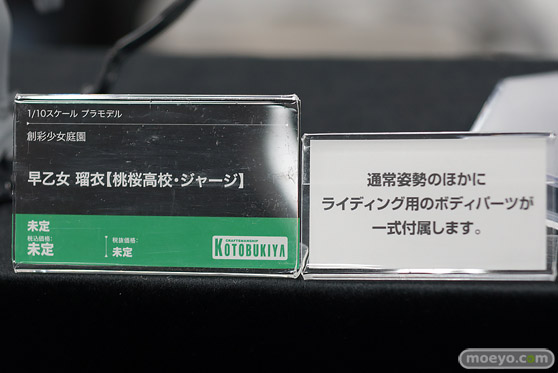 1/10スケール プラモデル
創彩少女庭園
早乙女 瑠衣【桃桜高校・ジャージ】
未定
税込価格:
未定
税抜価格:
未定
CRAFTSMANSHIP
KOTOBUKIYA
通常姿勢のほかに
ライディング用のボディパーツが
一式付属します。
moeyo.com